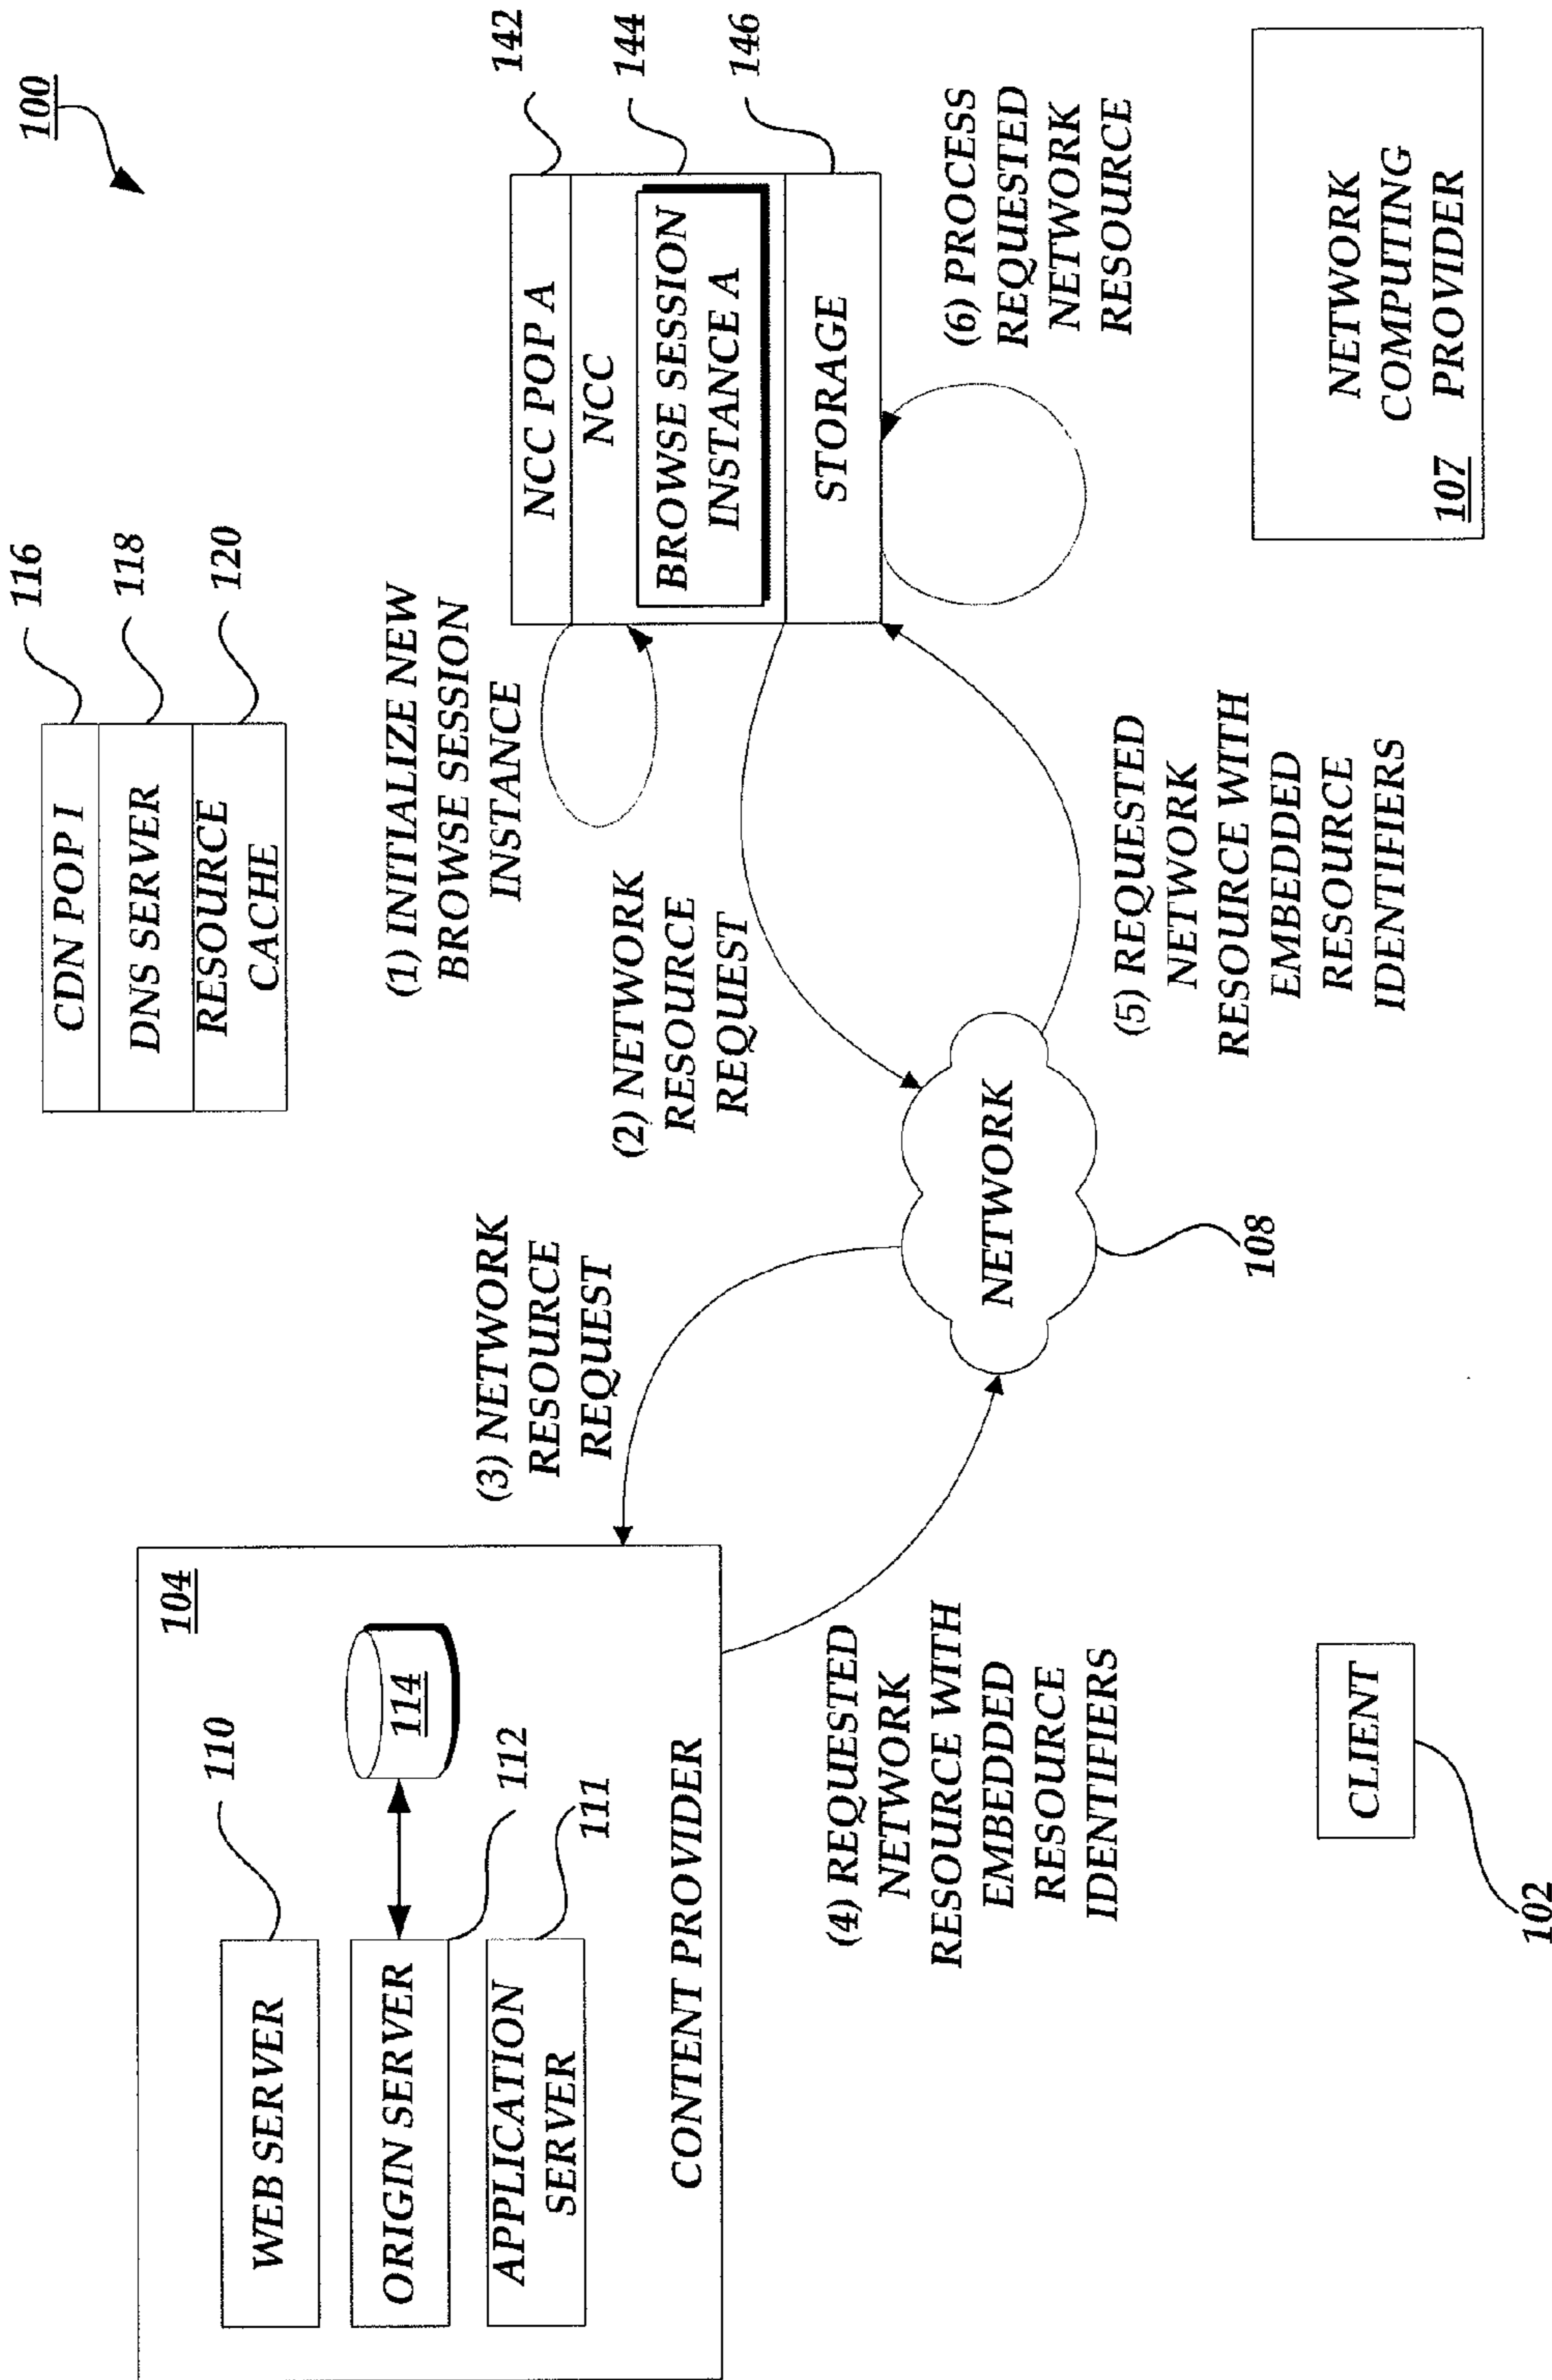 100
116
118
120
CDN POP I
DNS SERVER
RESOURCE
CACHE
142
144
146
NCC POP A
NCC
BROWSE SESSION
INSTANCE A
STORAGE
(1) INITIALIZE NEW
BROWSE SESSION
INSTANCE
(2) NETWORK
RESOURCE
REQUEST
(3) NETWORK
RESOURCE
REQUEST
(4) REQUESTED
NETWORK
RESOURCE WITH
EMBEDDED
RESOURCE
IDENTIFIERS
(5) REQUESTED
NETWORK
RESOURCE WITH
EMBEDDED
RESOURCE
IDENTIFIERS
(6) PROCESS
REQUESTED
NETWORK
RESOURCE
104
110
WEB SERVER
ORIGIN SERVER
112
114
APPLICATION
SERVER
111
CONTENT PROVIDER
NETWORK
108
CLIENT
102
NETWORK
COMPUTING
PROVIDER
107